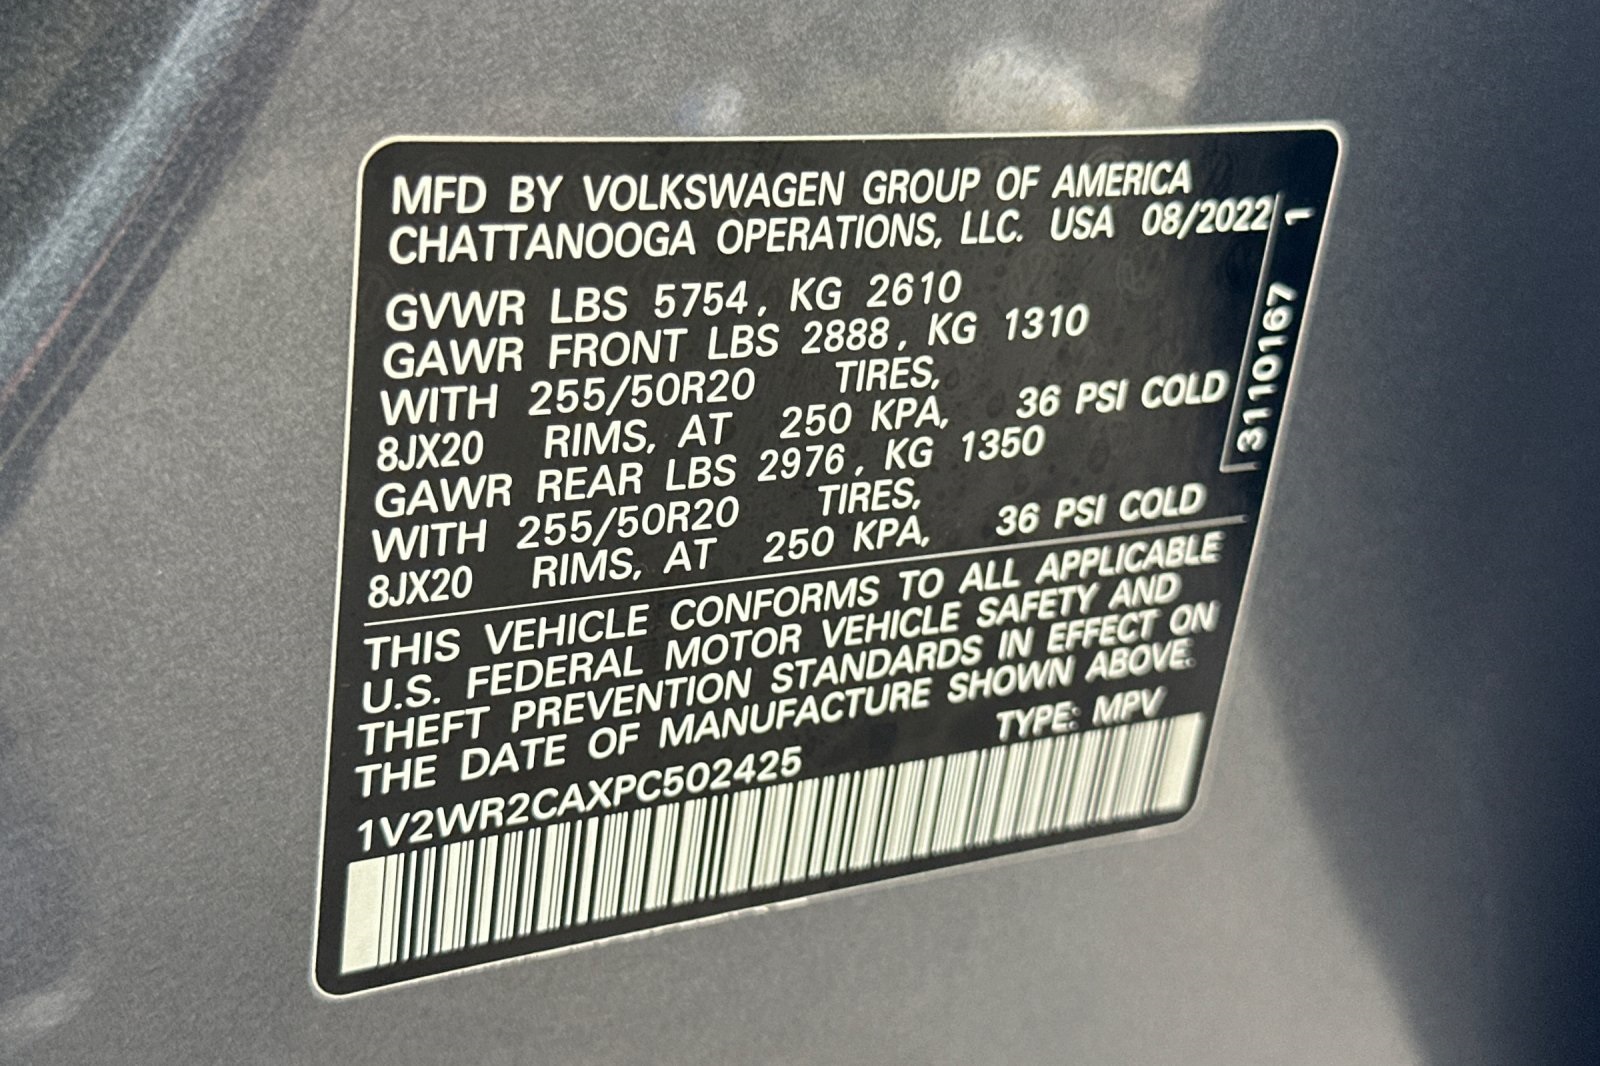 MFD BY VOLKSWAGEN GROUP OF AMERICA
CHATTANOOGA OPERATIONS, LLC. USA 08/2022
GVWR LBS 5754, KG 2610
GAWR FRONT LBS 2888, KG 1310
WITH 255/50R20 TIRES,
8JX20 RIMS, AT 250 KPA, 36 PSI COLD
GAWR REAR LBS 2976, KG 1350
WITH 255/50R20 TIRES,
8JX20 RIMS, AT 250 KPA, 36 PSI COLD
THIS VEHICLE CONFORMS TO ALL APPLICABLE
U.S. FEDERAL MOTOR VEHICLE SAFETY AND
THEFT PREVENTION STANDARDS IN EFFECT ON
THE DATE OF MANUFACTURE SHOWN ABOVE.
1V2WR2CAXPC502425 TYPE: MPV
3110167 1